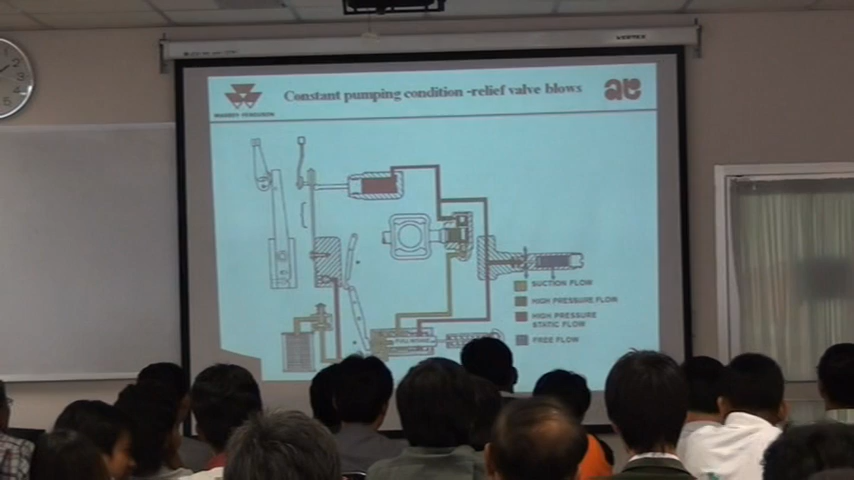 VERTEX
Constant pumping condition -relief valve blows
MASSEY FERGUSON
SUCTION FLOW
HIGH PRESSURE FLOW
HIGH PRESSURE
STATIC FLOW
FREE FLOW